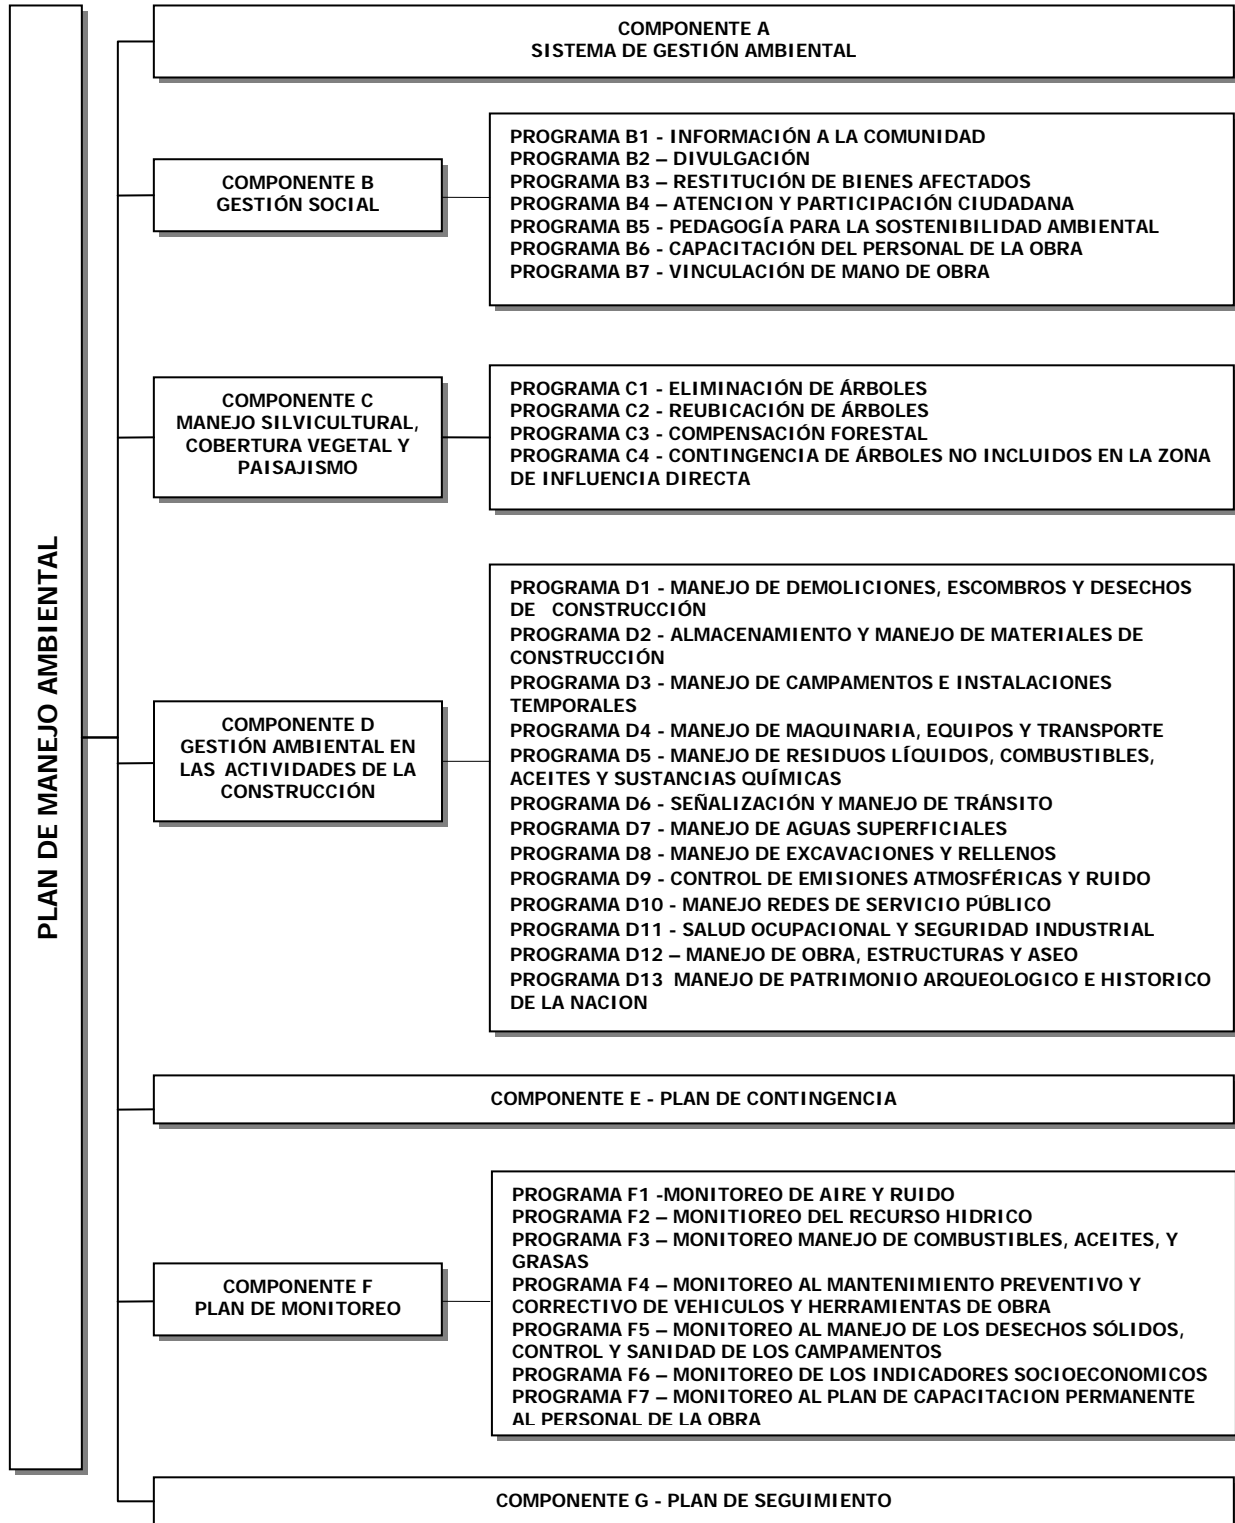 PLAN DE MANEJO AMBIENTAL
COMPONENTE A
SISTEMA DE GESTIÓN AMBIENTAL
COMPONENTE B
GESTIÓN SOCIAL
PROGRAMA B1 - INFORMACIÓN A LA COMUNIDAD
PROGRAMA B2 – DIVULGACIÓN
PROGRAMA B3 – RESTITUCIÓN DE BIENES AFECTADOS
PROGRAMA B4 – ATENCION Y PARTICIPACIÓN CIUDADANA
PROGRAMA B5 - PEDAGOGÍA PARA LA SOSTENIBILIDAD AMBIENTAL
PROGRAMA B6 - CAPACITACIÓN DEL PERSONAL DE LA OBRA
PROGRAMA B7 - VINCULACIÓN DE MANO DE OBRA
COMPONENTE C
MANEJO SILVICULTURAL,
COBERTURA VEGETAL Y
PAISAJISMO
PROGRAMA C1 - ELIMINACIÓN DE ÁRBOLES
PROGRAMA C2 - REUBICACIÓN DE ÁRBOLES
PROGRAMA C3 - COMPENSACIÓN FORESTAL
PROGRAMA C4 - CONTINGENCIA DE ÁRBOLES NO INCLUIDOS EN LA ZONA
DE INFLUENCIA DIRECTA
COMPONENTE D
GESTIÓN AMBIENTAL EN
LAS ACTIVIDADES DE LA
CONSTRUCCIÓN
PROGRAMA D1 - MANEJO DE DEMOLICIONES, ESCOMBROS Y DESECHOS
DE CONSTRUCCIÓN
PROGRAMA D2 - ALMACENAMIENTO Y MANEJO DE MATERIALES DE
CONSTRUCCIÓN
PROGRAMA D3 - MANEJO DE CAMPAMENTOS E INSTALACIONES
TEMPORALES
PROGRAMA D4 - MANEJO DE MAQUINARIA, EQUIPOS Y TRANSPORTE
PROGRAMA D5 - MANEJO DE RESIDUOS LÍQUIDOS, COMBUSTIBLES,
ACEITES Y SUSTANCIAS QUÍMICAS
PROGRAMA D6 - SEÑALIZACIÓN Y MANEJO DE TRÁNSITO
PROGRAMA D7 - MANEJO DE AGUAS SUPERFICIALES
PROGRAMA D8 - MANEJO DE EXCAVACIONES Y RELLENOS
PROGRAMA D9 - CONTROL DE EMISIONES ATMOSFÉRICAS Y RUIDO
PROGRAMA D10 - MANEJO REDES DE SERVICIO PÚBLICO
PROGRAMA D11 - SALUD OCUPACIONAL Y SEGURIDAD INDUSTRIAL
PROGRAMA D12 – MANEJO DE OBRA, ESTRUCTURAS Y ASEO
PROGRAMA D13 MANEJO DE PATRIMONIO ARQUEOLOGICO E HISTORICO
DE LA NACION
COMPONENTE E - PLAN DE CONTINGENCIA
COMPONENTE F
PLAN DE MONITOREO
PROGRAMA F1 -MONITOREO DE AIRE Y RUIDO
PROGRAMA F2 – MONITIOREO DEL RECURSO HIDRICO
PROGRAMA F3 – MONITOREO MANEJO DE COMBUSTIBLES, ACEITES, Y
GRASAS
PROGRAMA F4 – MONITOREO AL MANTENIMIENTO PREVENTIVO Y
CORRECTIVO DE VEHICULOS Y HERRAMIENTAS DE OBRA
PROGRAMA F5 – MONITOREO AL MANEJO DE LOS DESECHOS SÓLIDOS,
CONTROL Y SANIDAD DE LOS CAMPAMENTOS
PROGRAMA F6 – MONITOREO DE LOS INDICADORES SOCIOECONOMICOS
PROGRAMA F7 – MONITOREO AL PLAN DE CAPACITACION PERMANENTE
AL PERSONAL DE LA OBRA
COMPONENTE G - PLAN DE SEGUIMIENTO